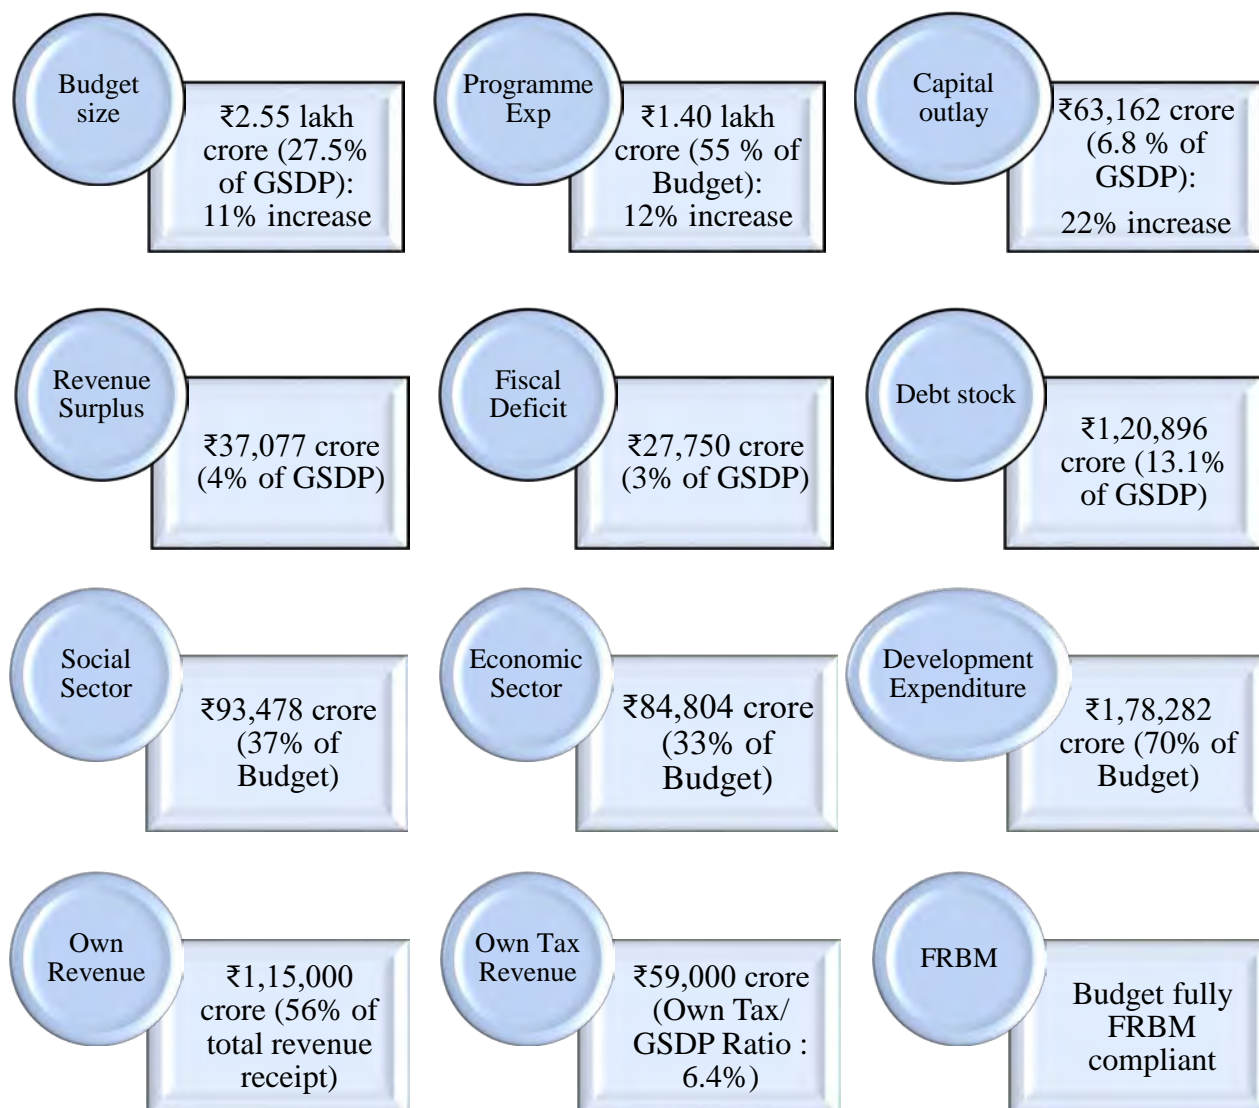 Budget
size
₹2.55 lakh
crore (27.5%
of GSDP):
11% increase
Programme
Exp
₹1.40 lakh
crore (55 % of
Budget):
12% increase
Capital
outlay
₹63,162 crore
(6.8 % of
GSDP):
22% increase
Revenue
Surplus
₹37,077 crore
(4% of GSDP)
Fiscal
Deficit
₹27,750 crore
(3% of GSDP)
Debt stock
₹1,20,896
crore (13.1%
of GSDP)
Social
Sector
₹93,478 crore
(37% of
Budget)
Economic
Sector
₹84,804 crore
(33% of
Budget)
Development
Expenditure
₹1,78,282
crore (70% of
Budget)
Own
Revenue
₹1,15,000
crore (56% of
total revenue
receipt)
Own Tax
Revenue
₹59,000 crore
(Own Tax/
GSDP Ratio :
6.4%)
FRBM
Budget fully
FRBM
compliant